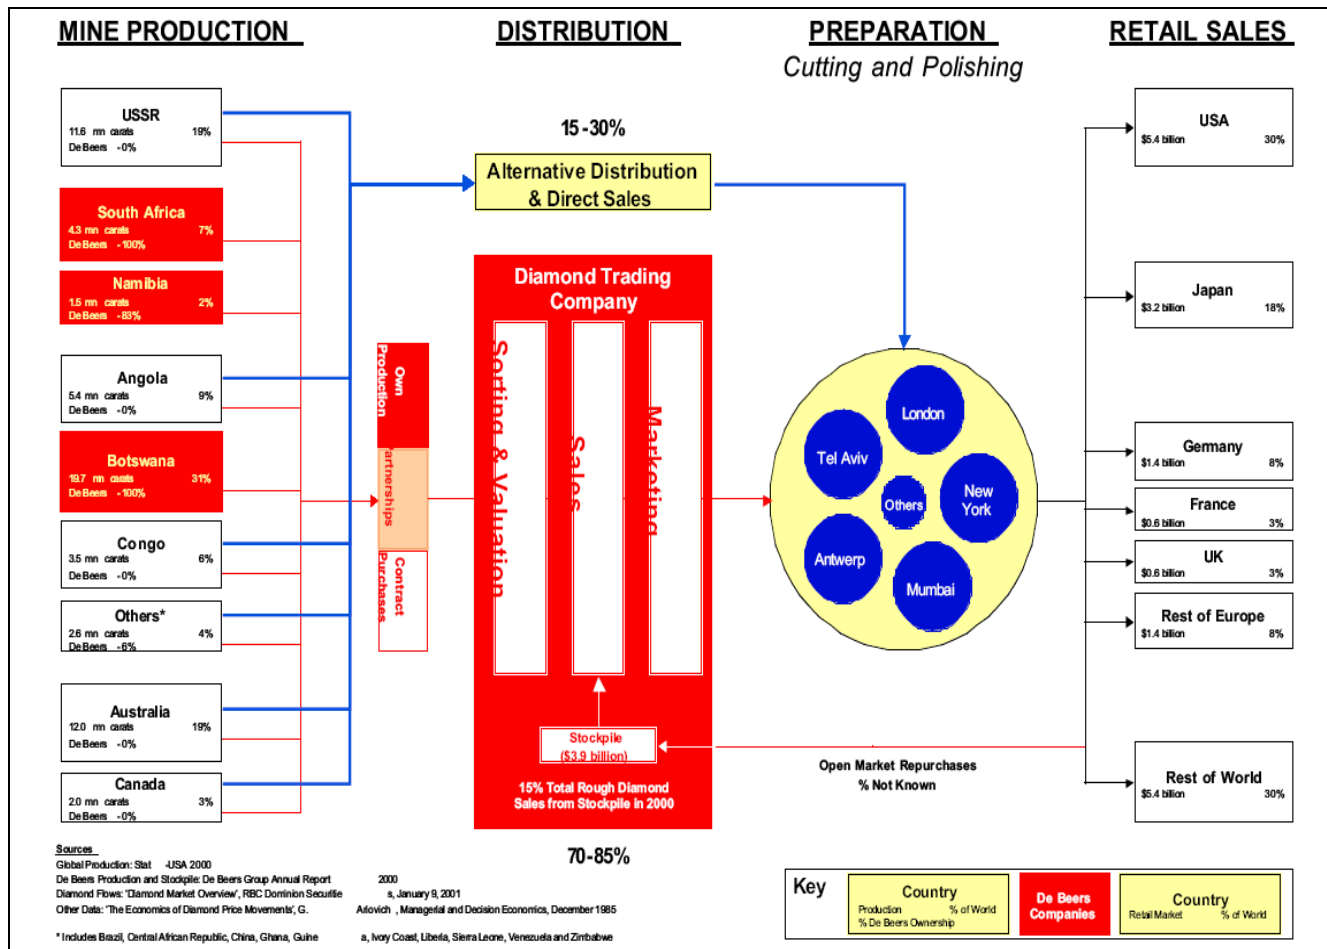 MINE PRODUCTION
DISTRIBUTION
PREPARATION
RETAIL SALES
Cutting and Polishing
USSR
11.6 mn carats 19%
De Beers -0%
South Africa
4.3 mn carats 7%
De Beers -100%
Namibia
1.5 mn carats 2%
De Beers -83%
Angola
5.4 mn carats 9%
De Beers -0%
Botswana
19.7 mn carats 31%
De Beers -100%
Congo
3.5 mn carats 6%
De Beers -0%
Others*
2.6 mn carats 4%
De Beers -6%
Australia
12.0 mn carats 19%
De Beers -0%
Canada
2.0 mn carats 3%
De Beers -0%
Own
Production
Partnerships
Contract
Purchases
15-30%
Alternative Distribution
& Direct Sales
Diamond Trading
Company
Sorting & Valuation
Sales
Marketing
Stockpile
($3.9 billion)
15% Total Rough Diamond
Sales from Stockpile in 2000
70-85%
London
Tel Aviv
New
York
Others
Antwerp
Mumbai
Open Market Repurchases
% Not Known
USA
$5.4 billion 30%
Japan
$3.2 billion 18%
Germany
$1.4 billion 8%
France
$0.6 billion 3%
UK
$0.6 billion 3%
Rest of Europe
$1.4 billion 8%
Rest of World
$5.4 billion 30%
Sources
Global Production: Stat -USA 2000
De Beers Production and Stockpile: De Beers Group Annual Report 2000
Diamond Flows: 'Diamond Market Overview', RBC Dominion Securitie s, January 9, 2001
Other Data: 'The Economics of Diamond Price Movements', G. Ariovich , Managerial and Decision Economics, December 1985
* Includes Brazil, Central African Republic, China, Ghana, Guine a, Ivory Coast, Liberia, Sierra Leone, Venezuela and Zimbabwe
Key
Country
Production % of World
% De Beers Ownership
De Beers
Companies
Country
Retail Market % of World